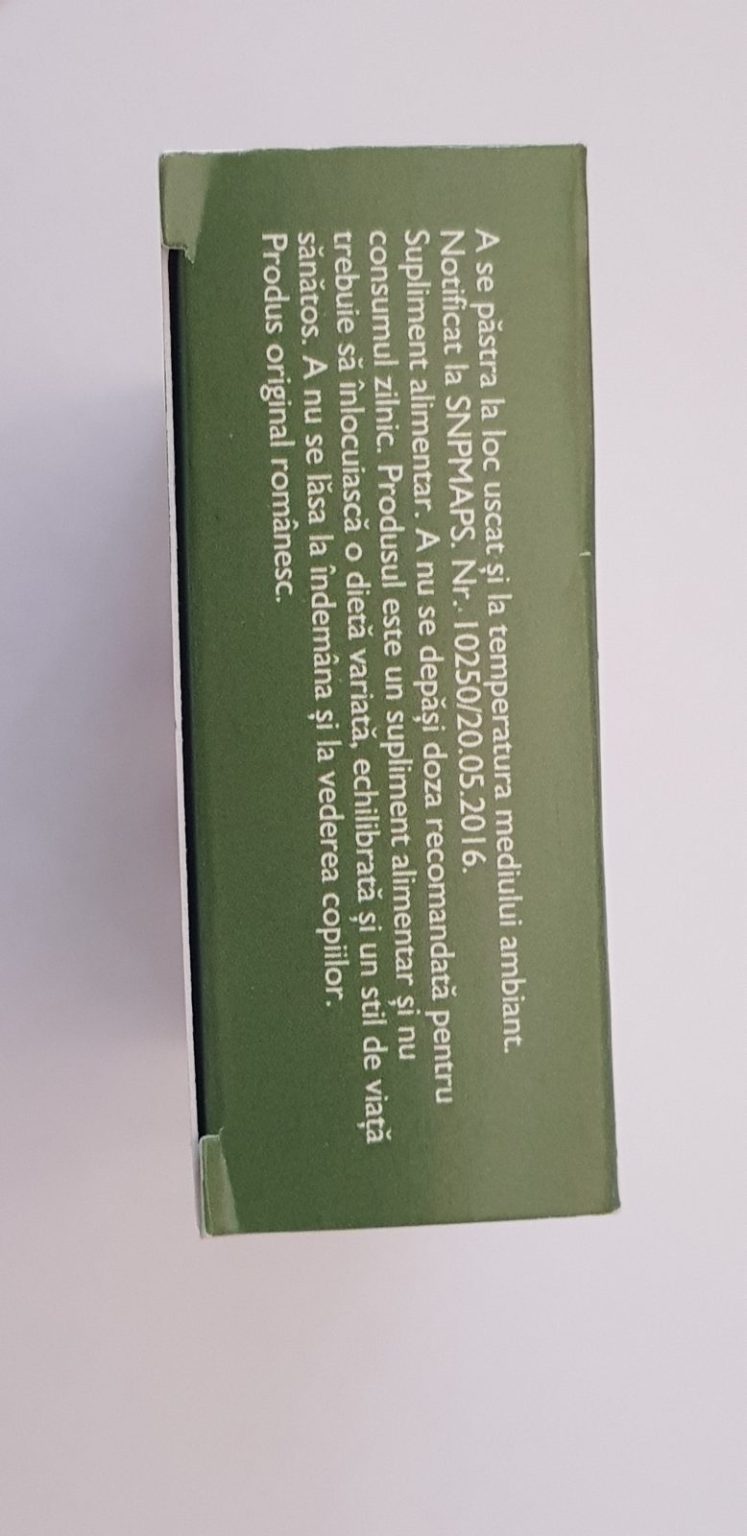 A se păstra la loc uscat și la temperatura mediului ambiant.
Notificat la SNPMAPS. Nr. 10250/20.05.2016.
Supliment alimentar. A nu se depăși doza recomandată pentru
consumul zilnic. Produsul este un supliment alimentar și nu
trebuie să înlocuiască o dietă variată, echilibrată și un stil de viață
sănătos. A nu se lăsa la îndemâna și la vederea copiilor.
Produs original românesc.